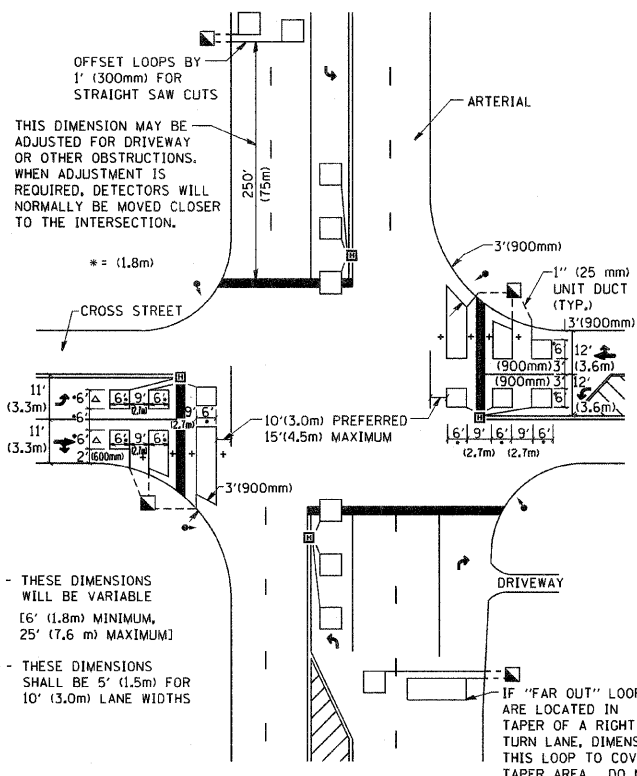 OFFSET LOOPS BY
1' (300mm) FOR
STRAIGHT SAW CUTS
ARTERIAL
THIS DIMENSION MAY BE
ADJUSTED FOR DRIVEWAY
OR OTHER OBSTRUCTIONS.
WHEN ADJUSTMENT IS
REQUIRED, DETECTORS WILL
NORMALLY BE MOVED CLOSER
TO THE INTERSECTION.
250'
(75m)
* = (1.8m)
3'(900mm)
1" (25 mm)
UNIT DUCT
(TYP.)
CROSS STREET
H
3'(900mm)
6' 12'
(900mm) 3' (3.6m)
(900mm) 3' 12'
6' (3.6m)
H
11'
(3.3m)
6' 6' 9' 6'
(2.7m)
9' 6'
(2.7m)
11'
(3.3m)
6' 6' 9' 6'
(2.7m)
2' (600mm)
H
10'(3.0m) PREFERRED
15'(4.5m) MAXIMUM
6' 9' 6' 9' 6'
(2.7m) (2.7m)
3'(900mm)
H
DRIVEWAY
- THESE DIMENSIONS
WILL BE VARIABLE
[6' (1.8m) MINIMUM,
25' (7.6 m) MAXIMUM]
- THESE DIMENSIONS
SHALL BE 5' (1.5m) FOR
10' (3.0m) LANE WIDTHS
IF "FAR OUT" LOOP
ARE LOCATED IN
TAPER OF A RIGHT
TURN LANE, DIMENS
THIS LOOP TO COV
TAPER AREA. DO N